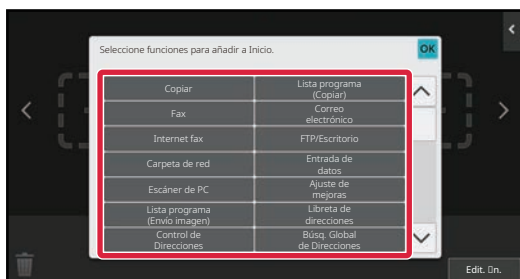 Seleccione funciones para añadir a Inicio.
OK
Copiar
Lista programa
(Copiar)
Fax
Correo
electrónico
Internet fax
FTP/Escritorio
Carpeta de red
Entrada de
datos
Escáner de PC
Ajuste de
mejoras
Lista programa
(Envío imagen)
Libreta de
direcciones
Control de
Direcciones
Búsq. Global
de Direcciones
Edit. ▯n.